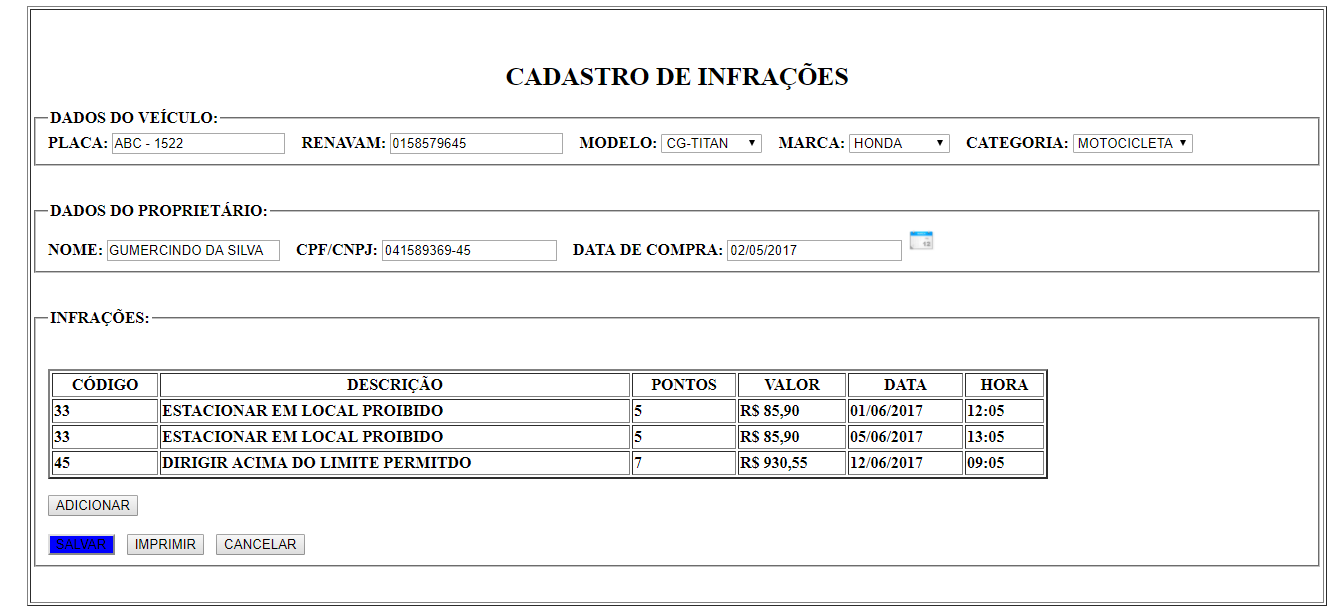 CADASTRO DE INFRAÇÕES
DADOS DO VEÍCULO:
PLACA: ABC - 1522 RENAVAM: 0158579645 MODELO: CG-TITAN MARCA: HONDA CATEGORIA: MOTOCICLETA
DADOS DO PROPRIETÁRIO:
NOME: GUMERCINDO DA SILVA CPF/CNPJ: 041589369-45 DATA DE COMPRA: 02/05/2017
INFRAÇÕES:
CÓDIGO DESCRIÇÃO PONTOS VALOR DATA HORA
33 ESTACIONAR EM LOCAL PROIBIDO 5 R$ 85,90 01/06/2017 12:05
33 ESTACIONAR EM LOCAL PROIBIDO 5 R$ 85,90 05/06/2017 13:05
45 DIRIGIR ACIMA DO LIMITE PERMITDO 7 R$ 930,55 12/06/2017 09:05
ADICIONAR
SALVAR IMPRIMIR CANCELAR